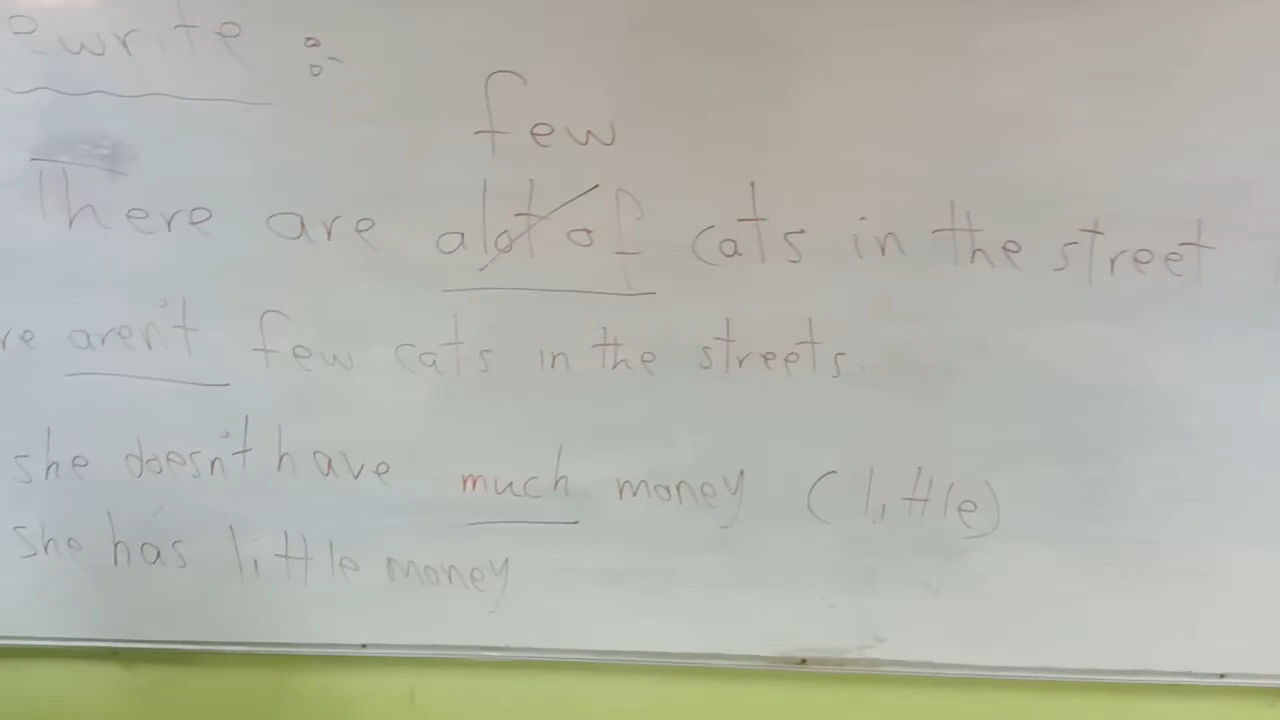 ewrite :-
few
There are alot of cats in the street
re aren't few cats in the streets.
she doesn't have much money (little)
she has little money